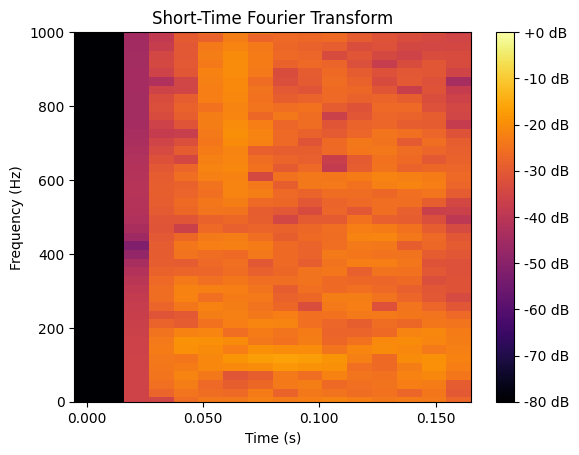 Short-Time Fourier Transform
Frequency (Hz)
1000
800
600
400
200
0
0.000
0.050
0.100
0.150
Time (s)
+0 dB
-10 dB
-20 dB
-30 dB
-40 dB
-50 dB
-60 dB
-70 dB
-80 dB